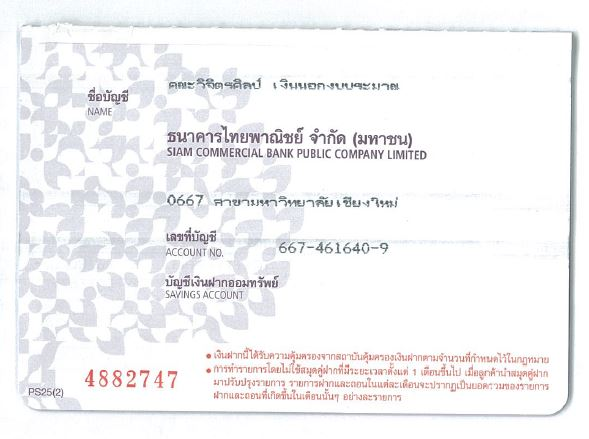 คณะวิจิตรศิลป์ เงินนอกงบประมาณ
ชื่อบัญชี
NAME
ธนาคารไทยพาณิชย์ จำกัด (มหาชน)
SIAM COMMERCIAL BANK PUBLIC COMPANY LIMITED
0667 สาขามหาวิทยาลัยเชียงใหม่
เลขที่บัญชี
ACCOUNT NO. 667-461640-9
บัญชีเงินฝากออมทรัพย์
SAVINGS ACCOUNT
• เงินฝากนี้ได้รับความคุ้มครองจากสถาบันคุ้มครองเงินฝากตามจำนวนที่กำหนดไว้ในกฎหมาย
• การทำรายการโดยไม่ใช้สมุดคู่ฝากที่มีระยะเวลาตั้งแต่ 1 เดือนขึ้นไป เมื่อลูกค้านำสมุดคู่ฝาก
มาปรับปรุงรายการ รายการฝากและถอนในแต่ละเดือนจะปรากฏเป็นยอดรวมของรายการ
ฝากและถอนที่เกิดขึ้นในเดือนนั้นๆ อย่างละรายการ
4882747
PS25(2)